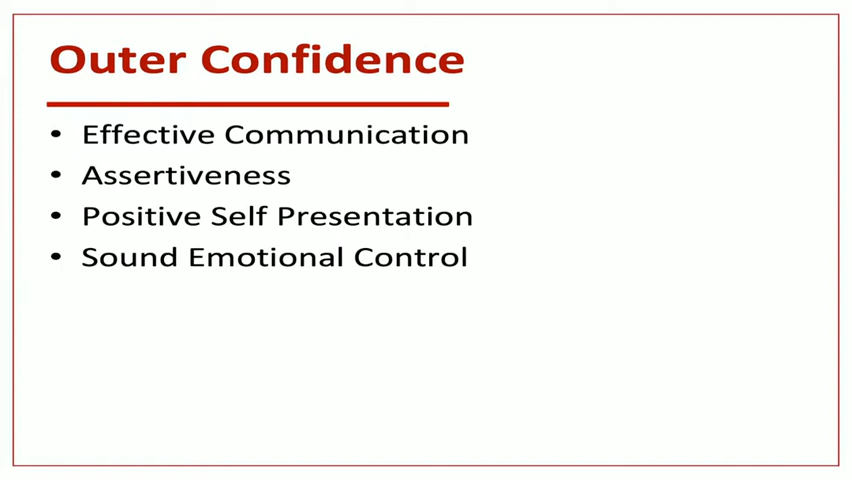 Outer Confidence
• Effective Communication
• Assertiveness
• Positive Self Presentation
• Sound Emotional Control